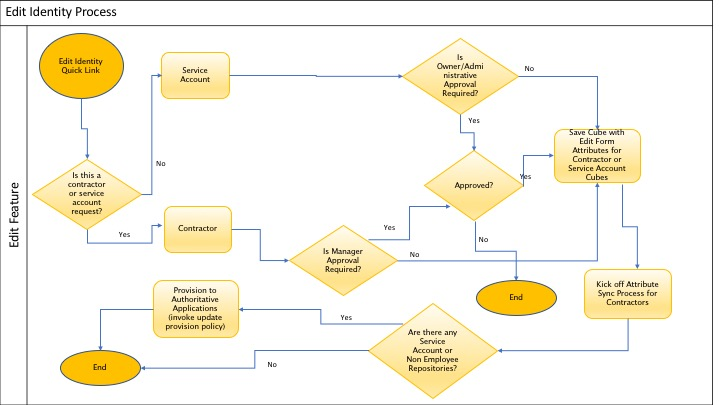 Edit Identity Process
Edit Feature
Edit Identity
Quick Link
Service
Account
Is
Owner/Admi
nistrative
Approval
Required?
No
Yes
Save Cube with
Edit Form
Attributes for
Contractor or
Service Account
Cubes
Is this a
contractor
or service
account
request?
No
Yes
Approved?
Yes
No
Contractor
Is Manager
Approval
Required?
Yes
No
End
Kick off Attribute
Sync Process for
Contractors
Provision to
Authoritative
Applications
(invoke update
provision policy)
Yes
Are there any
Service
Account or
Non Employee
Repositories?
No
End